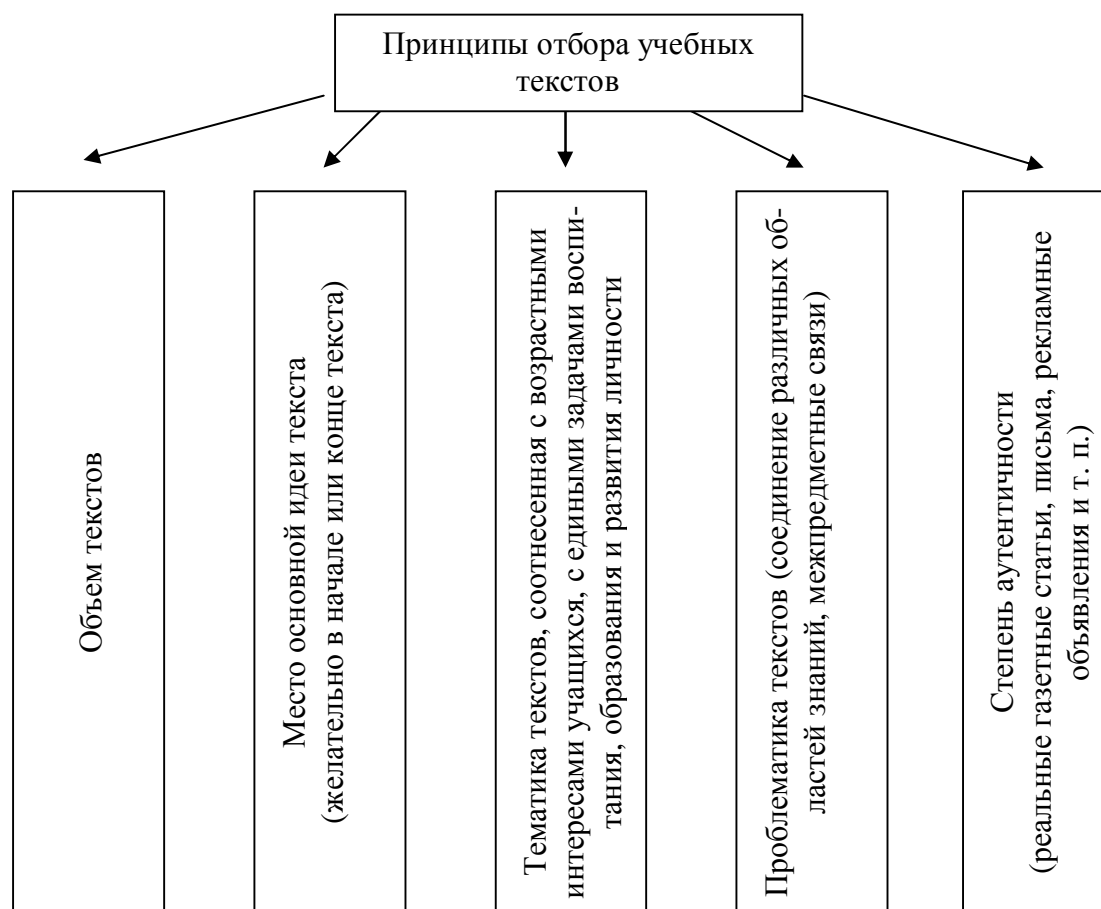 Принципы отбора учебных
текстов
Объем текстов
Место основной идеи текста
(желательно в начале или конце текста)
Тематика текстов, соотнесенная с возрастными
интересами учащихся, с едиными задачами воспи-
тания, образования и развития личности
Проблематика текстов (соединение различных об-
ластей знаний, межпредметные связи)
Степень аутентичности
(реальные газетные статьи, письма, рекламные
объявления и т. п.)